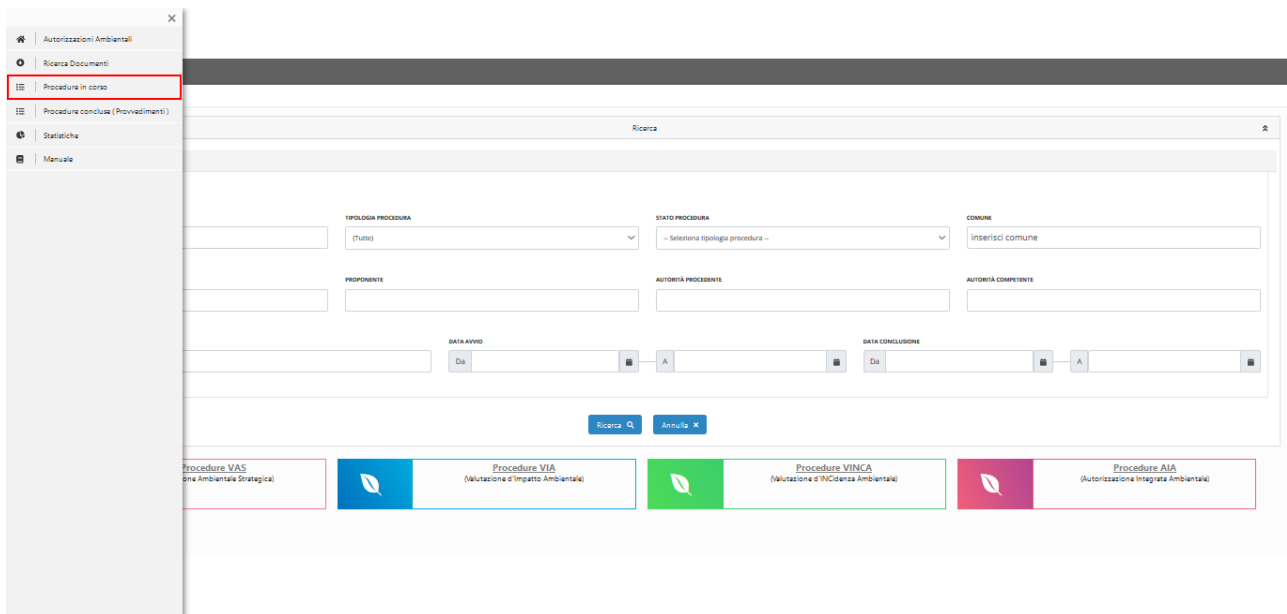 ×
Autorizzazioni Ambientali
Ricerca Documenti
Procedure in corso
Procedure concluse ( Provvedimenti )
Statistiche
Manuale
Ricerca
TIPOLOGIA PROCEDURA
STATO PROCEDURA
COMUNE
(Tutte)
-- Seleziona tipologia procedura --
inserisci comune
PROPONENTE
AUTORITÀ PROCEDENTE
AUTORITÀ COMPETENTE
DATA AVVIO
DATA CONCLUSIONE
Da
A
Da
A
Ricerca
Annulla ×
Procedure VAS
one Ambientale Strategica)
Procedure VIA
(Valutazione d'Impatto Ambientale)
Procedure VINCA
(Valutazione d'INCidenza Ambientale)
Procedure AIA
(Autorizzazione Integrata Ambientale)